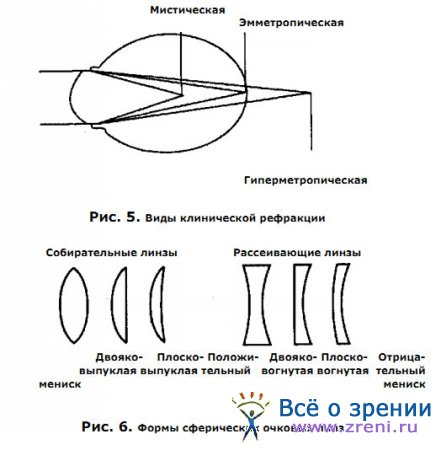 Мистическая
Эмметропическая
Гиперметропическая
Рис. 5. Виды клинической рефракции
Собирательные линзы Рассеивающие линзы
Двояко- Плоско- Положи- Двояко- Плоско- Отрица-
выпуклая выпуклая тельный вогнутая вогнутая тельный
мениск мениск
Рис. 6. Формы сферических очковых линз
Всё о зрении
www.zreni.ru